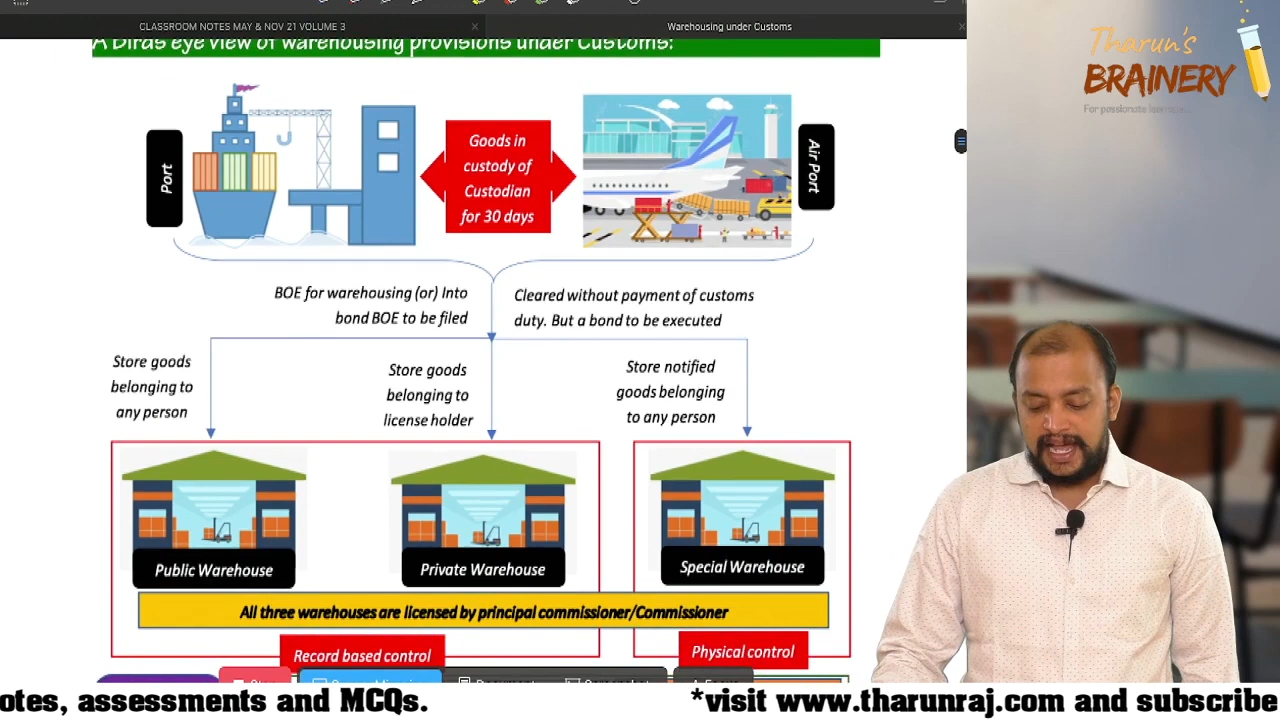 CLASSROOM NOTES MAY & NOV 21 VOLUME 3
Warehousing under Customs
A Birds eye view of warehousing provisions under Customs:
Tharun's
BRAINERY
For passionate learners...
Port
Goods in
custody of
Custodian
for 30 days
Air Port
BOE for warehousing (or) Into
bond BOE to be filed
Cleared without payment of customs
duty. But a bond to be executed
Store goods
belonging to
any person
Store goods
belonging to
license holder
Store notified
goods belonging
to any person
Public Warehouse
Private Warehouse
Special Warehouse
All three warehouses are licensed by principal commissioner/Commissioner
Record based control
Physical control
otes, assessments and MCQs.
*visit www.tharunraj.com and subscribe